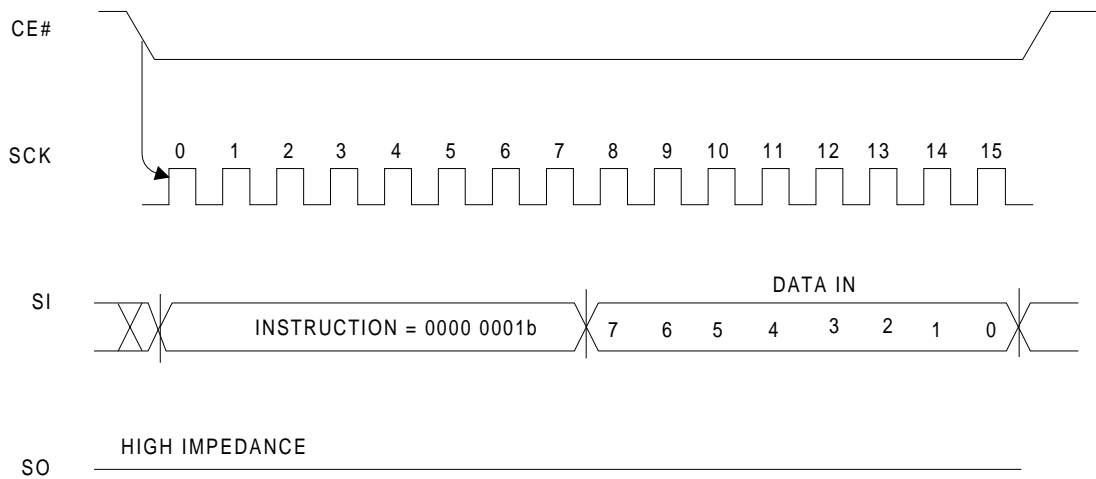 CE#
SCK
0 1 2 3 4 5 6 7 8 9 10 11 12 13 14 15
DATA IN
SI
INSTRUCTION = 0000 0001b 7 6 5 4 3 2 1 0
HIGH IMPEDANCE
SO